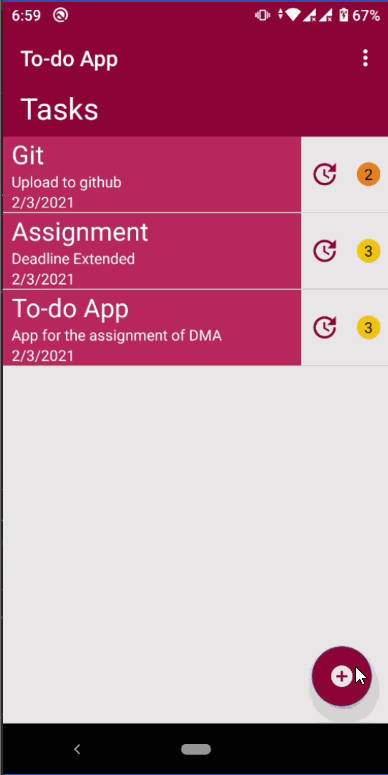 6:59
67%
To-do App
Tasks
Git
Upload to github
2/3/2021
2
Assignment
Deadline Extended
2/3/2021
3
To-do App
App for the assignment of DMA
2/3/2021
3